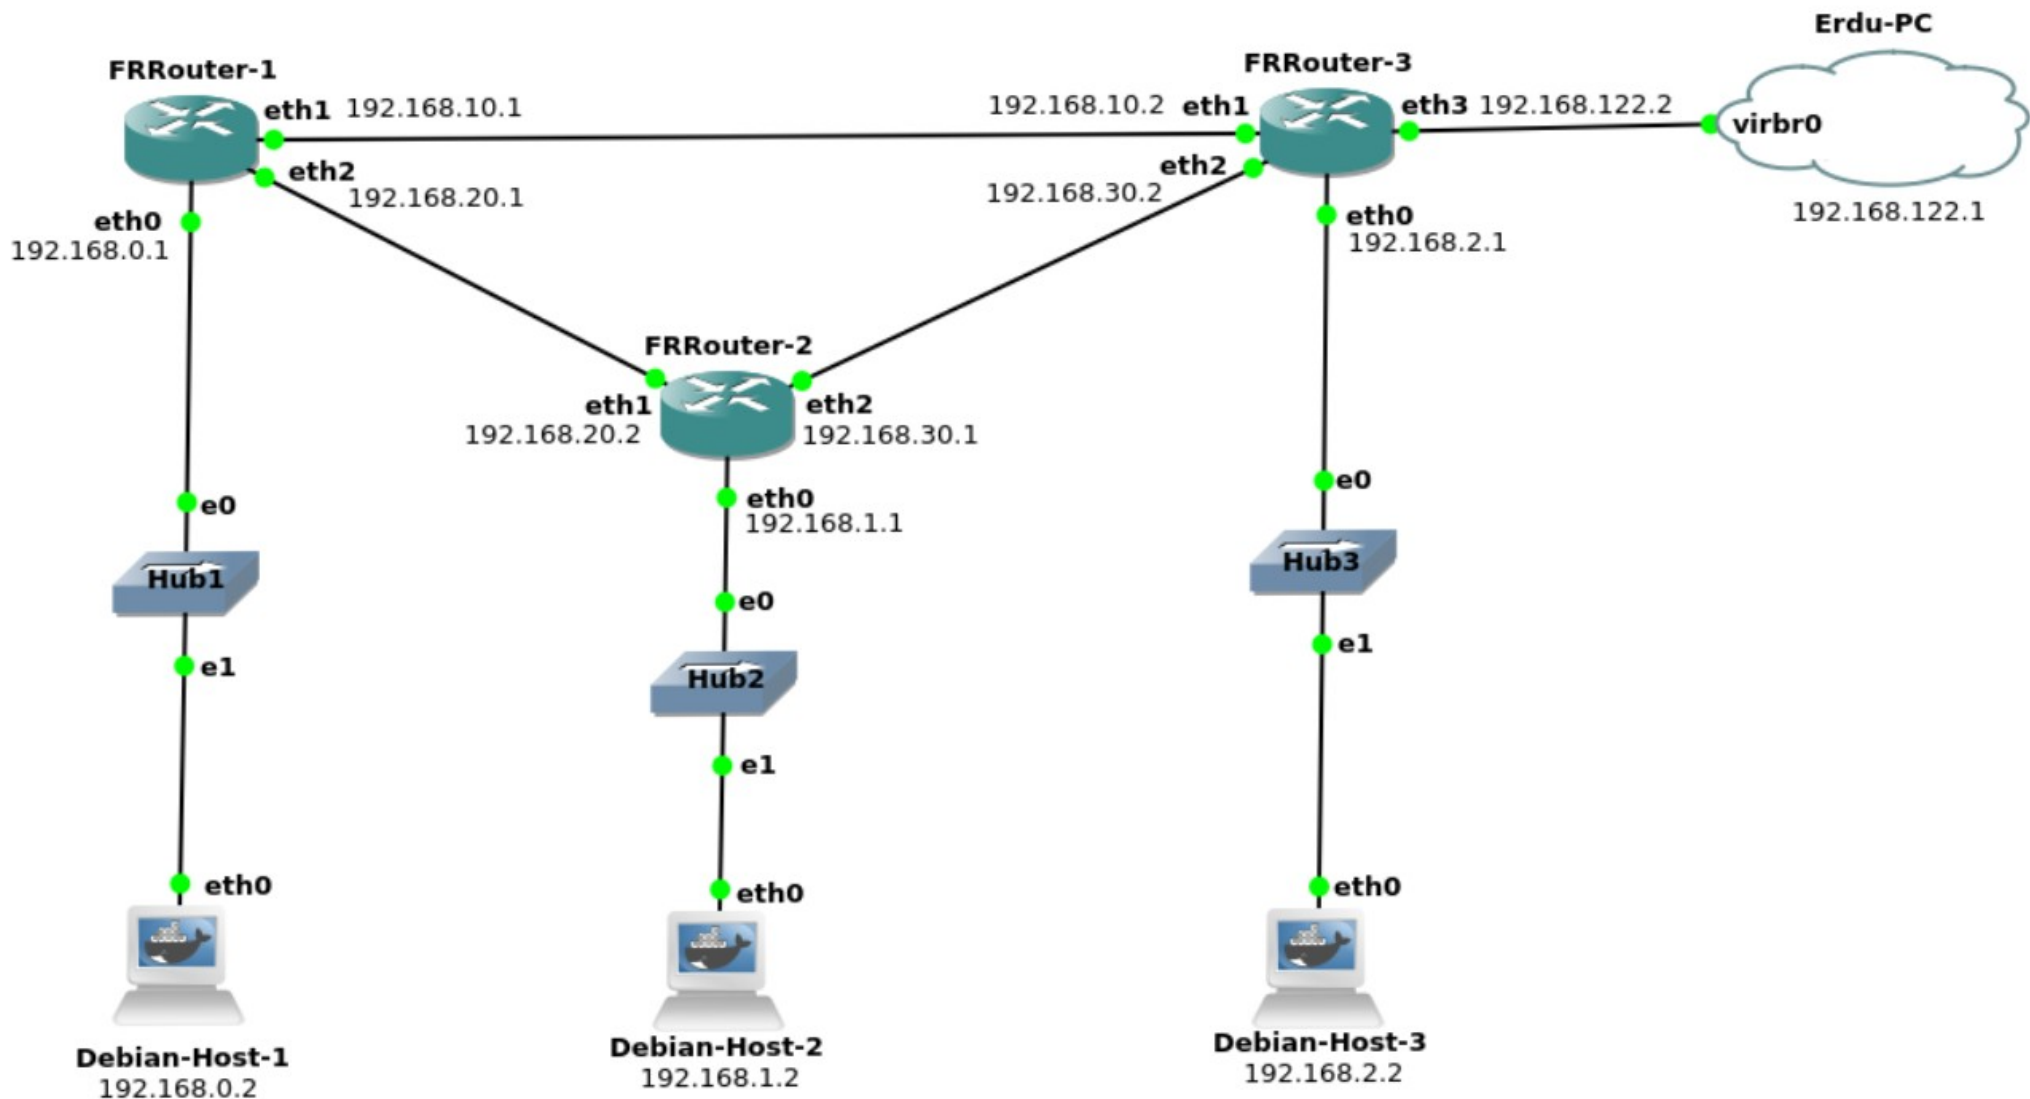 Erdu-PC
FRRouter-1
FRRouter-3
eth1 192.168.10.1
192.168.10.2 eth1
eth3 192.168.122.2
virbr0
eth2
192.168.20.1
eth2
192.168.30.2
192.168.122.1
eth0
192.168.0.1
eth0
192.168.2.1
FRRouter-2
eth1
192.168.20.2
eth2
192.168.30.1
eth0
192.168.1.1
e0
Hub1
e1
e0
Hub2
e1
e0
Hub3
e1
eth0
eth0
eth0
Debian-Host-1
192.168.0.2
Debian-Host-2
192.168.1.2
Debian-Host-3
192.168.2.2